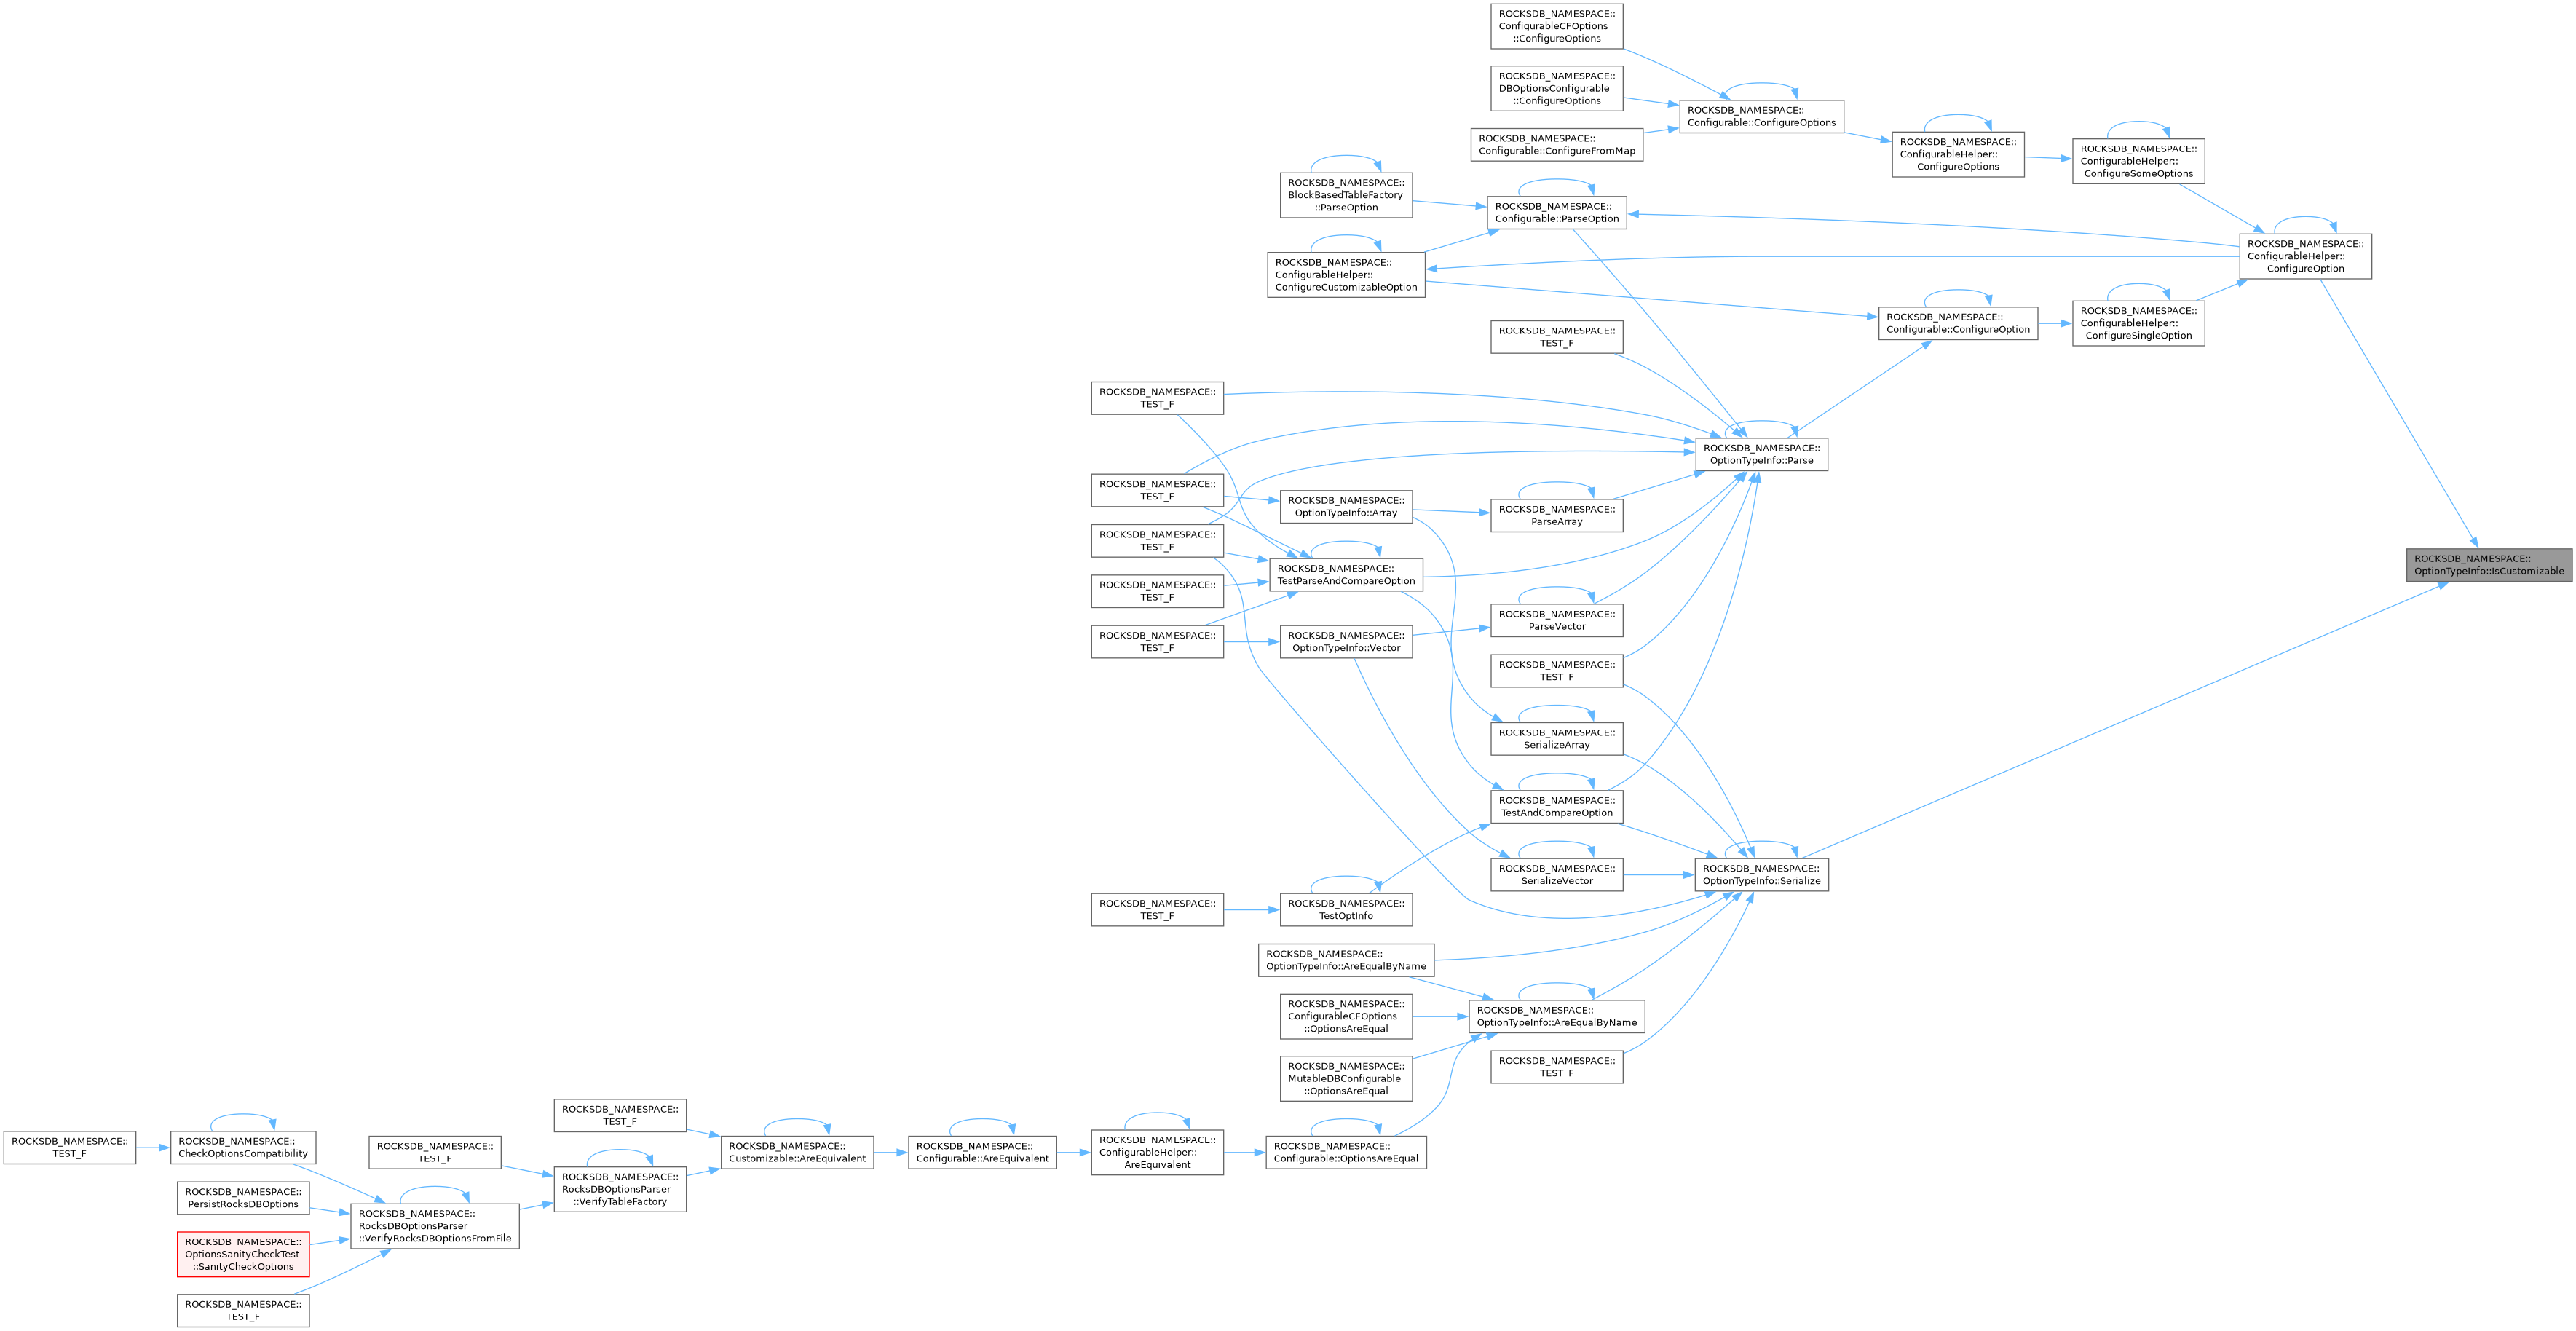 ROCKSDB_NAMESPACE::
ConfigurableCFOptions
::ConfigureOptions
ROCKSDB_NAMESPACE::
DBOptionsConfigurable
::ConfigureOptions
ROCKSDB_NAMESPACE::
Configurable::ConfigureOptions
ROCKSDB_NAMESPACE::
Configurable::ConfigureFromMap
ROCKSDB_NAMESPACE::
ConfigurableHelper::
ConfigureOptions
ROCKSDB_NAMESPACE::
ConfigurableHelper::
ConfigureSomeOptions
ROCKSDB_NAMESPACE::
BlockBasedTableFactory
::ParseOption
ROCKSDB_NAMESPACE::
Configurable::ParseOption
ROCKSDB_NAMESPACE::
ConfigurableHelper::
ConfigureOption
ROCKSDB_NAMESPACE::
ConfigurableHelper::
ConfigureCustomizableOption
ROCKSDB_NAMESPACE::
Configurable::ConfigureOption
ROCKSDB_NAMESPACE::
ConfigurableHelper::
ConfigureSingleOption
ROCKSDB_NAMESPACE::
TEST_F
ROCKSDB_NAMESPACE::
TEST_F
ROCKSDB_NAMESPACE::
OptionTypeInfo::Parse
ROCKSDB_NAMESPACE::
TEST_F
ROCKSDB_NAMESPACE::
OptionTypeInfo::Array
ROCKSDB_NAMESPACE::
ParseArray
ROCKSDB_NAMESPACE::
TEST_F
ROCKSDB_NAMESPACE::
TestParseAndCompareOption
ROCKSDB_NAMESPACE::
OptionTypeInfo::IsCustomizable
ROCKSDB_NAMESPACE::
TEST_F
ROCKSDB_NAMESPACE::
ParseVector
ROCKSDB_NAMESPACE::
TEST_F
ROCKSDB_NAMESPACE::
OptionTypeInfo::Vector
ROCKSDB_NAMESPACE::
TEST_F
ROCKSDB_NAMESPACE::
SerializeArray
ROCKSDB_NAMESPACE::
TestAndCompareOption
ROCKSDB_NAMESPACE::
SerializeVector
ROCKSDB_NAMESPACE::
OptionTypeInfo::Serialize
ROCKSDB_NAMESPACE::
TEST_F
ROCKSDB_NAMESPACE::
TestOptInfo
ROCKSDB_NAMESPACE::
OptionTypeInfo::AreEqualByName
ROCKSDB_NAMESPACE::
ConfigurableCFOptions
::OptionsAreEqual
ROCKSDB_NAMESPACE::
OptionTypeInfo::AreEqualByName
ROCKSDB_NAMESPACE::
MutableDBConfigurable
::OptionsAreEqual
ROCKSDB_NAMESPACE::
TEST_F
ROCKSDB_NAMESPACE::
TEST_F
ROCKSDB_NAMESPACE::
TEST_F
ROCKSDB_NAMESPACE::
CheckOptionsCompatibility
ROCKSDB_NAMESPACE::
TEST_F
ROCKSDB_NAMESPACE::
Customizable::AreEquivalent
ROCKSDB_NAMESPACE::
Configurable::AreEquivalent
ROCKSDB_NAMESPACE::
ConfigurableHelper::
AreEquivalent
ROCKSDB_NAMESPACE::
Configurable::OptionsAreEqual
ROCKSDB_NAMESPACE::
RocksDBOptionsParser
::VerifyTableFactory
ROCKSDB_NAMESPACE::
PersistRocksDBOptions
ROCKSDB_NAMESPACE::
RocksDBOptionsParser
::VerifyRocksDBOptionsFromFile
ROCKSDB_NAMESPACE::
OptionsSanityCheckTest
::SanityCheckOptions
ROCKSDB_NAMESPACE::
TEST_F